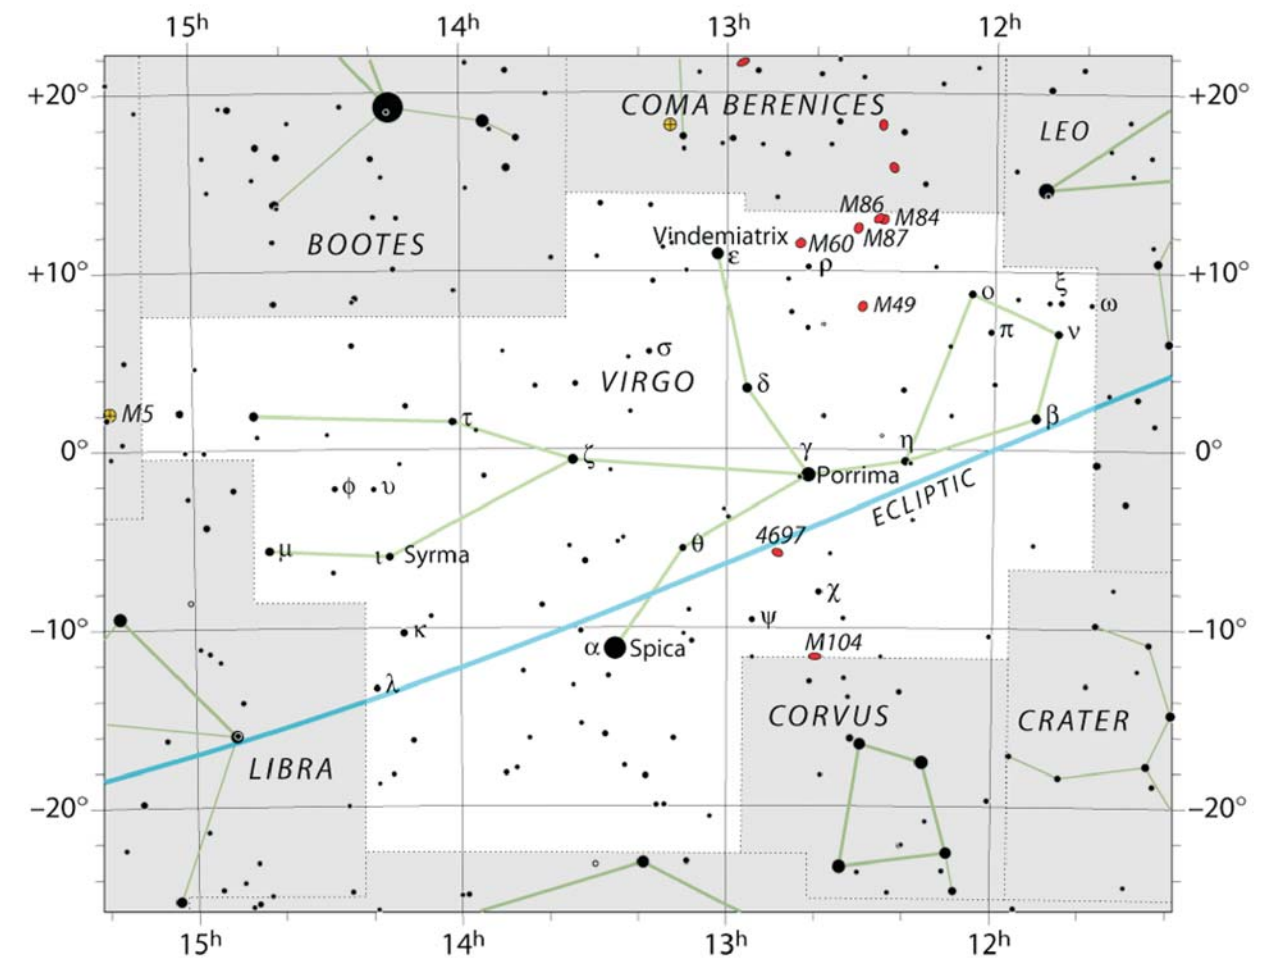 15h 14h 13h 12h
+20° COMA BERENICES +20°
LEO
M86 M84
BOOTES Vindemiatrix M60 M87
ε ρ
+10° +10°
ο ξ ω
M49
π ν
σ
VIRGO δ
M5 τ β
0° ζ γ η 0°
Porrima
φ υ ECLIPTIC
4697
μ ι Syrma θ
χ
ψ
−10° κ −10°
α Spica M104
λ
CORVUS CRATER
LIBRA
−20° −20°
15h 14h 13h 12h